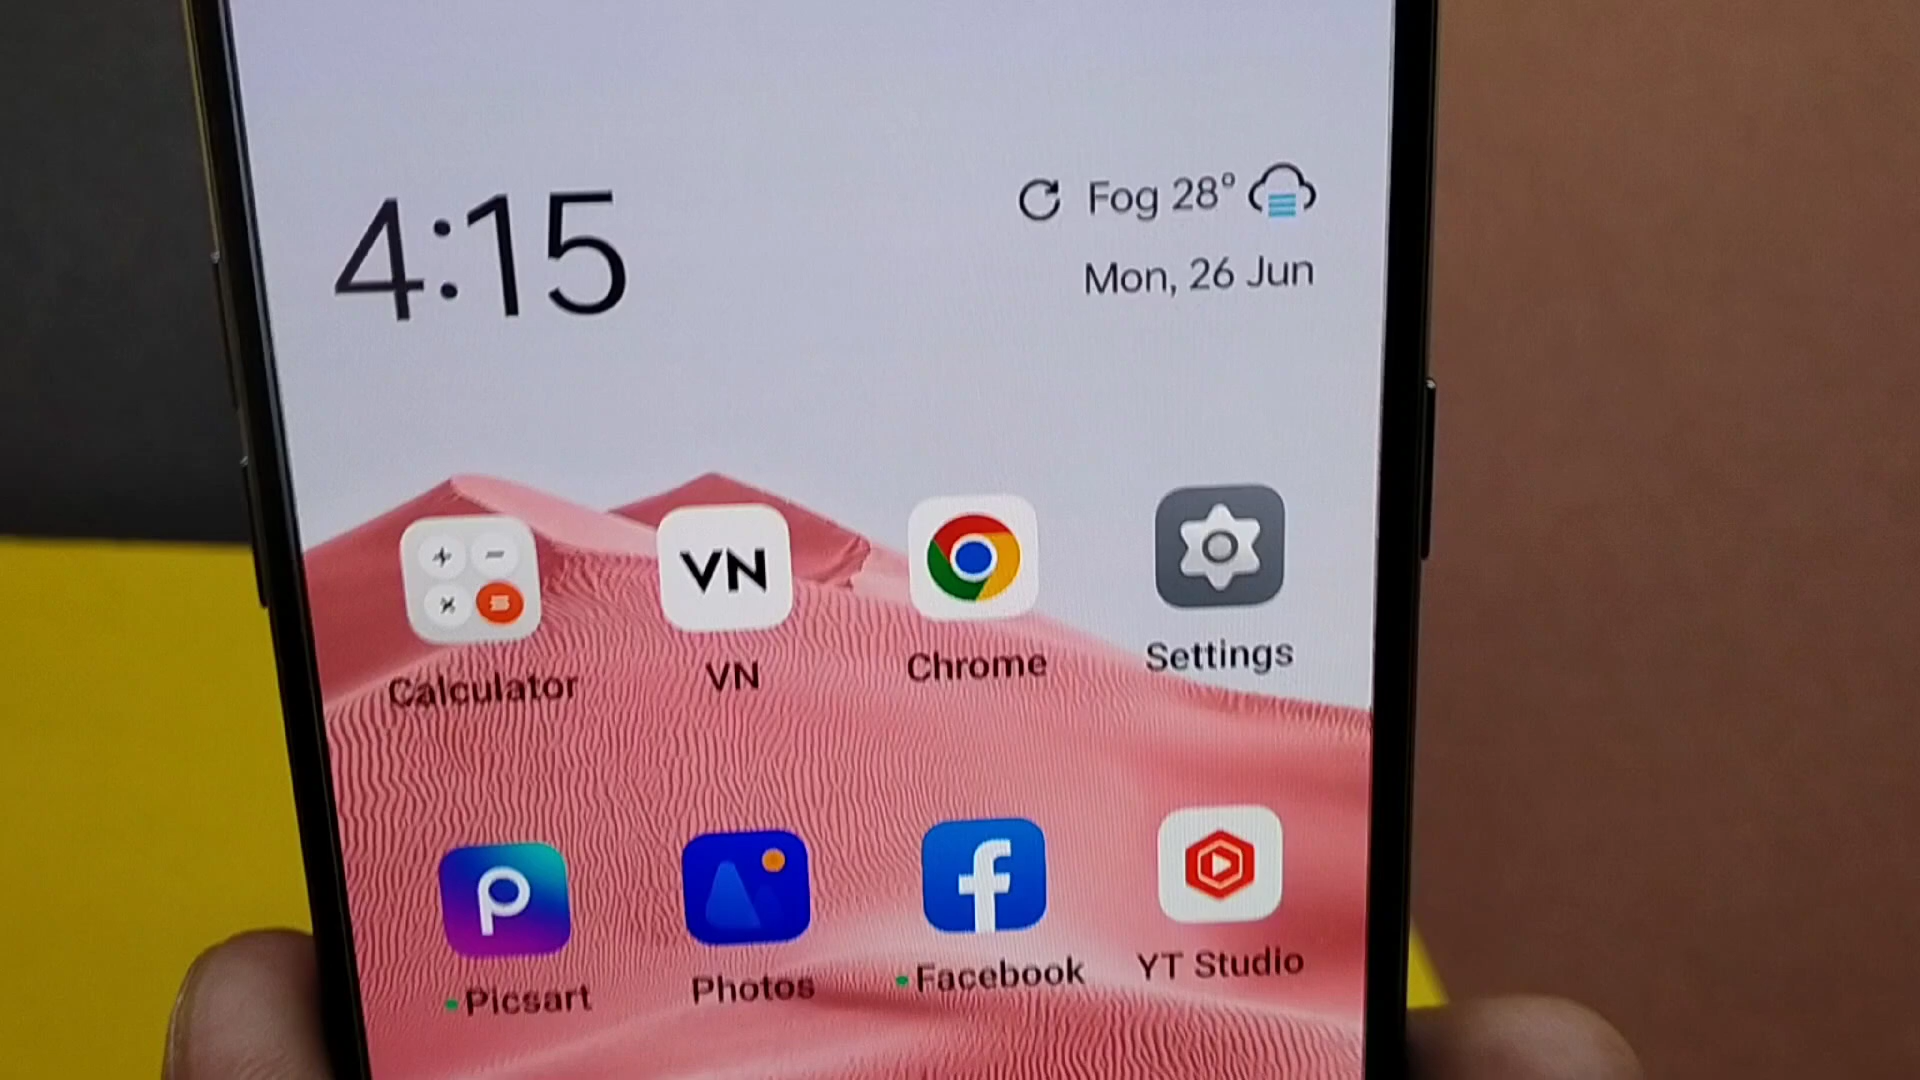 4:15
Fog 28°
Mon, 26 Jun
VN
Calculator
VN
Chrome
Settings
Picsart
Photos
Facebook
YT Studio